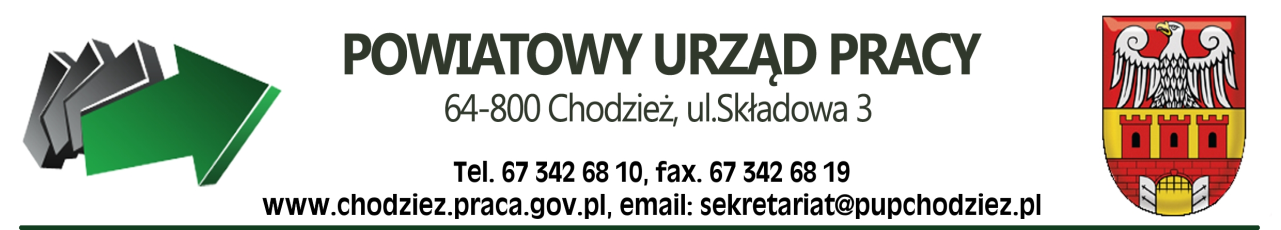 POWIATOWY URZĄD PRACY
64-800 Chodzież, ul.Składowa 3
Tel. 67 342 68 10, fax. 67 342 68 19
www.chodziez.praca.gov.pl, email: sekretariat@pupchodziez.pl